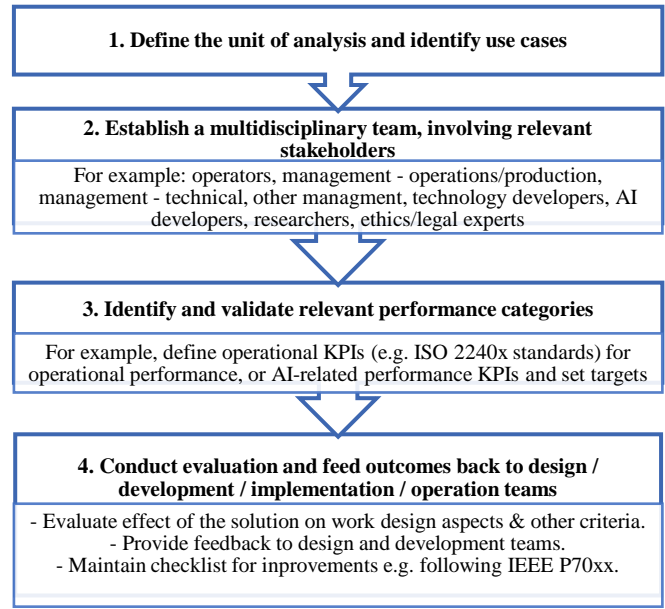 1. Define the unit of analysis and identify use cases
2. Establish a multidisciplinary team, involving relevant
stakeholders
For example: operators, management - operations/production,
management - technical, other managment, technology developers, AI
developers, researchers, ethics/legal experts
3. Identify and validate relevant performance categories
For example, define operational KPIs (e.g. ISO 2240x standards) for
operational performance, or AI-related performance KPIs and set targets
4. Conduct evaluation and feed outcomes back to design /
development / implementation / operation teams
- Evaluate effect of the solution on work design aspects & other criteria.
- Provide feedback to design and development teams.
- Maintain checklist for inprovements e.g. following IEEE P70xx.